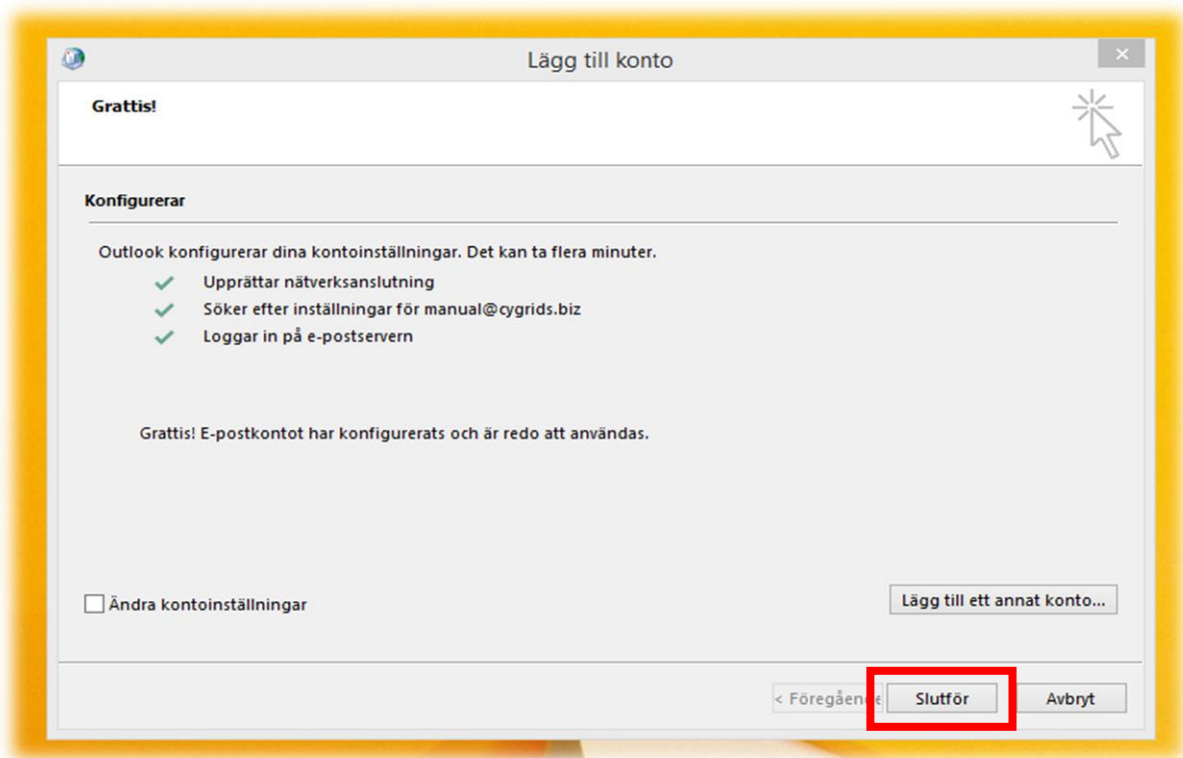 Lägg till konto
Grattis!
Konfigurerar
Outlook konfigurerar dina kontoinställningar. Det kan ta flera minuter.
Upprättar nätverksanslutning
Söker efter inställningar för manual@cygrids.biz
Loggar in på e-postservern
Grattis! E-postkontot har konfigurerats och är redo att användas.
Ändra kontoinställningar
Lägg till ett annat konto...
< Föregående
Slutför
Avbryt